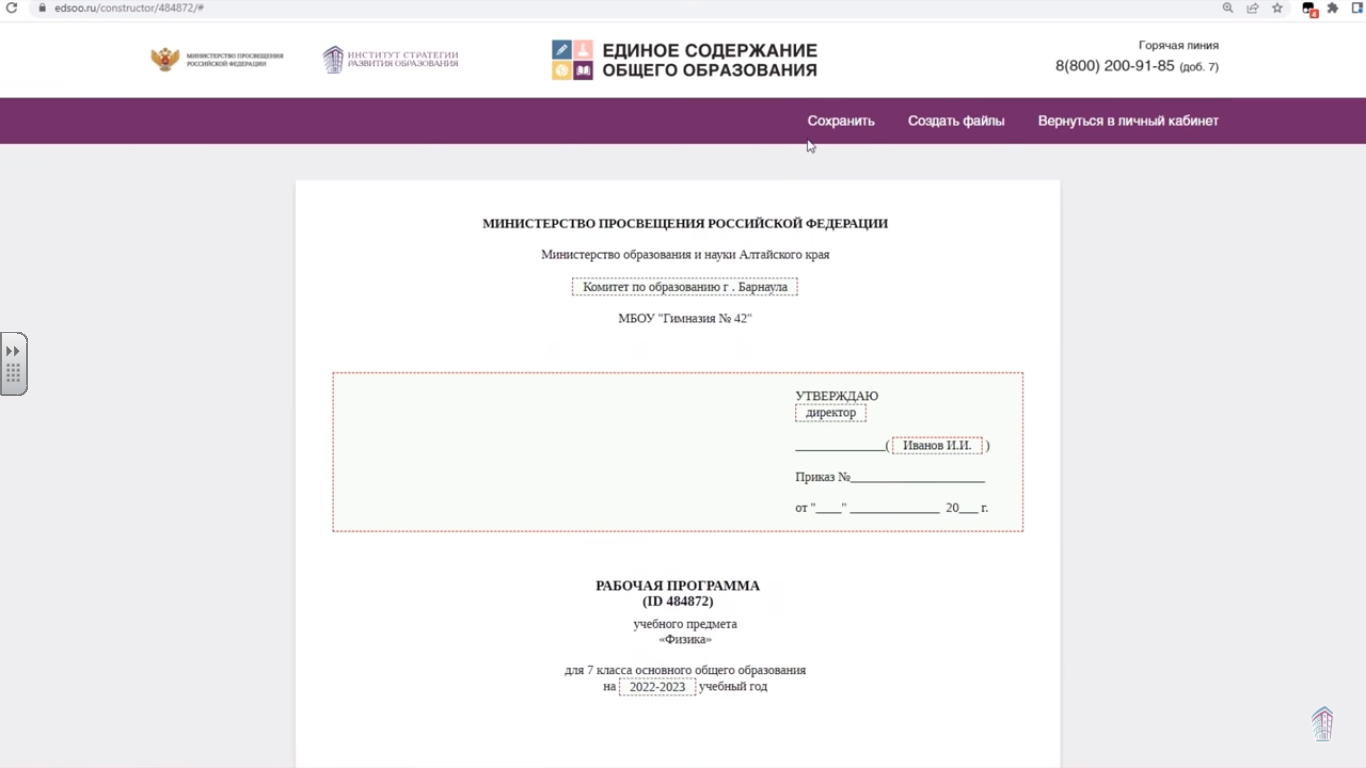 edsoo.ru/constructor/484872/#
4
МИНИСТЕРСТВО ПРОСВЕЩЕНИЯ
РОССИЙСКОЙ ФЕДЕРАЦИИ
ИНСТИТУТ СТРАТЕГИИ
РАЗВИТИЯ ОБРАЗОВАНИЯ
ЕДИНОЕ СОДЕРЖАНИЕ
ОБЩЕГО ОБРАЗОВАНИЯ
Горячая линия
8(800) 200-91-85 (доб. 7)
Сохранить Создать файлы Вернуться в личный кабинет
МИНИСТЕРСТВО ПРОСВЕЩЕНИЯ РОССИЙСКОЙ ФЕДЕРАЦИИ
Министерство образования и науки Алтайского края
Комитет по образованию г . Барнаула
МБОУ "Гимназия № 42"
УТВЕРЖДАЮ
директор
______________( Иванов И.И. )
Приказ №_____________________
от "____" ______________ 20___ г.
РАБОЧАЯ ПРОГРАММА
(ID 484872)
учебного предмета
«Физика»
для 7 класса основного общего образования
на 2022-2023 учебный год